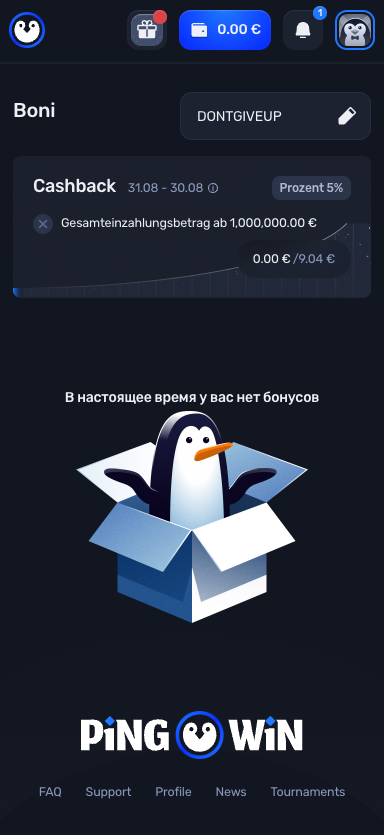 0.00 €
1
Boni
DONTGIVEUP
Cashback 31.08 - 30.08
Prozent 5%
Gesamteinzahlungsbetrag ab 1,000,000.00 €
0.00 € /9.04 €
В настоящее время у вас нет бонусов
PiNG WiN
FAQ Support Profile News Tournaments